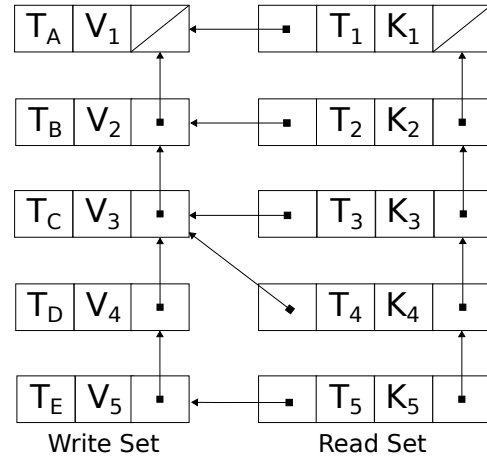 T_A V_1 T_1 K_1
T_B V_2 T_2 K_2
T_C V_3 T_3 K_3
T_D V_4 T_4 K_4
T_E V_5 T_5 K_5
Write Set Read Set